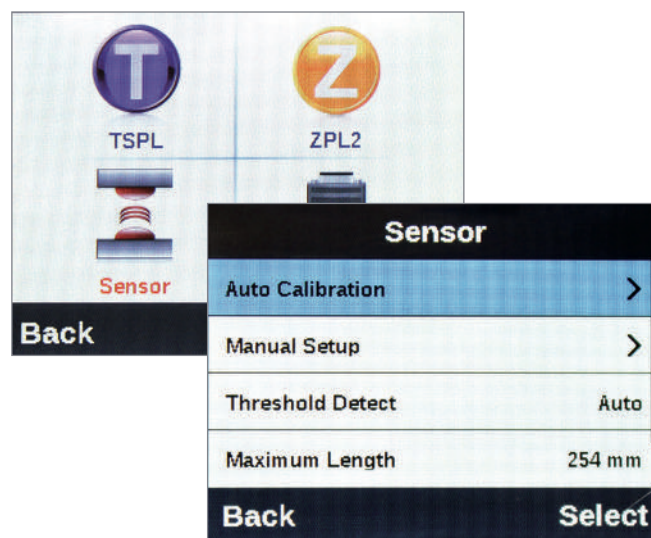 T
Z
TSPL
ZPL2
Sensor
Back
Sensor
Auto Calibration
Manual Setup
Threshold Detect Auto
Maximum Length 254 mm
Back Select